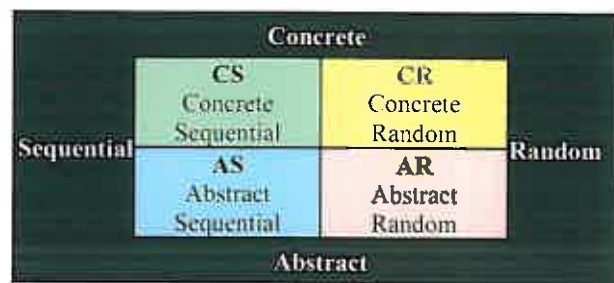 Concrete
CS
Concrete
Sequential
CR
Concrete
Random
Sequential
Random
AS
Abstract
Sequential
AR
Abstract
Random
Abstract